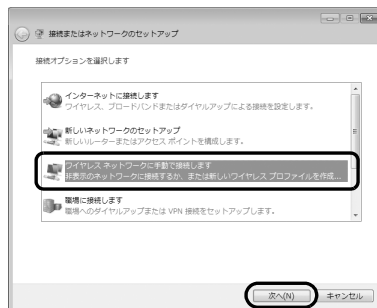 接続またはネットワークのセットアップ
接続オプションを選択します
インターネットに接続します
ワイヤレス、ブロードバンドまたはダイヤルアップによる接続を設定します。
新しいネットワークのセットアップ
新しいルーターまたはアクセス ポイントを構成します。
ワイヤレス ネットワークに手動で接続します
非表示のネットワークに接続するか、または新しいワイヤレス プロファイルを作成...
職場に接続します
職場へのダイヤルアップまたは VPN 接続をセットアップします。
次へ(N)
キャンセル